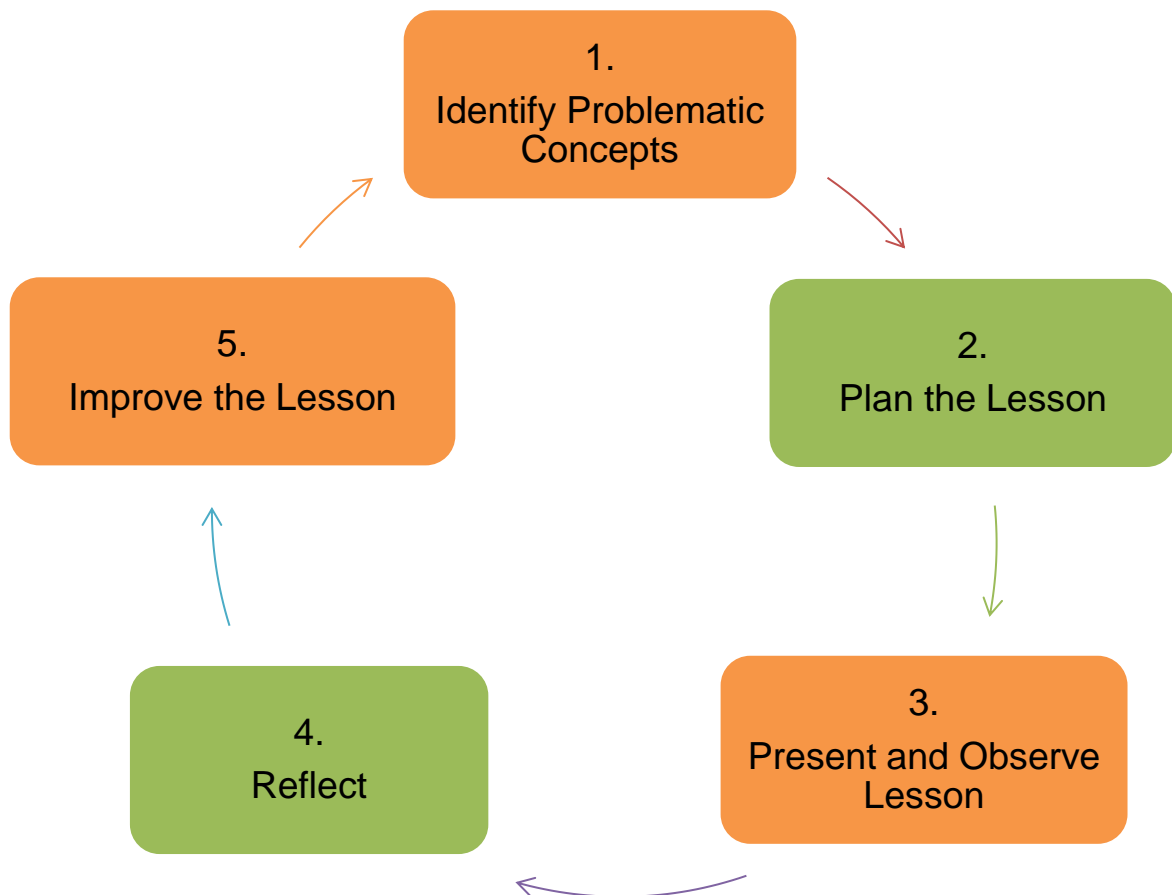 1.
Identify Problematic
Concepts
2.
Plan the Lesson
3.
Present and Observe
Lesson
4.
Reflect
5.
Improve the Lesson